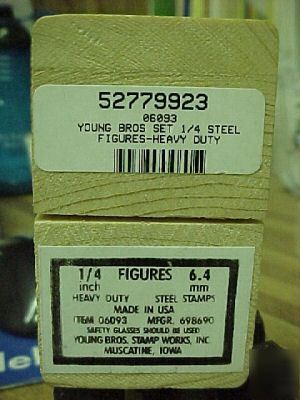 52779923
06093
YOUNG BROS SET 1/4 STEEL
FIGURES-HEAVY DUTY
1/4 FIGURES 6.4
inch mm
HEAVY DUTY STEEL STAMPS
MADE IN USA
ITEM 06093 MFGR. 698690
SAFETY GLASSES SHOULD BE USED
YOUNG BROS. STAMP WORKS, INC.
MUSCATINE, IOWA